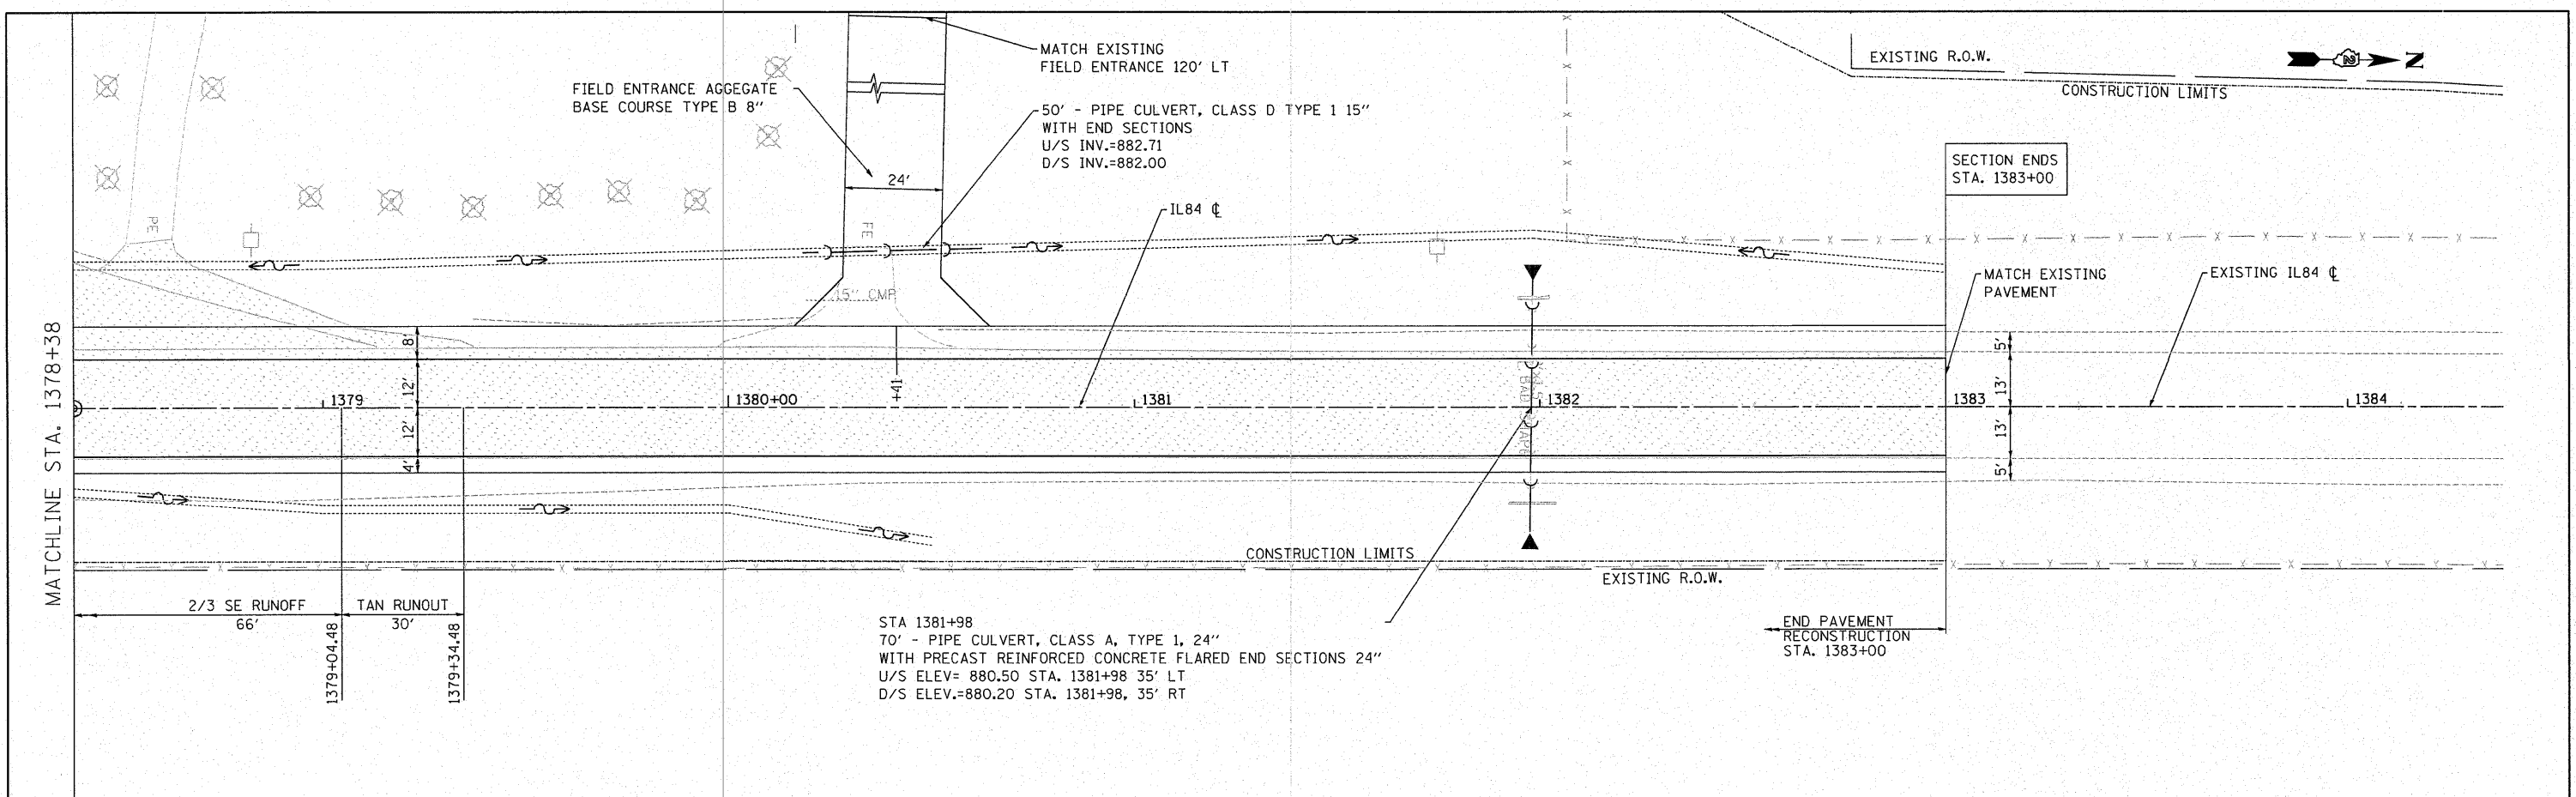 MATCH EXISTING
FIELD ENTRANCE 120' LT
FIELD ENTRANCE AGGEGATE
BASE COURSE TYPE B 8"
50' - PIPE CULVERT, CLASS D TYPE 1 15"
WITH END SECTIONS
U/S INV.=882.71
D/S INV.=882.00
24'
EXISTING R.O.W.
N
CONSTRUCTION LIMITS
SECTION ENDS
STA. 1383+00
IL84 ℄
PE
FE
15" CMP
MATCH EXISTING
PAVEMENT
EXISTING IL84 ℄
MATCHLINE STA. 1378+38
8'
12'
12'
4'
+41
1379
1380+00
1381
1382
1383
1384
5'
13'
13'
5'
CONSTRUCTION LIMITS
EXISTING R.O.W.
2/3 SE RUNOFF
66'
TAN RUNOUT
30'
1379+04.48
1379+34.48
STA 1381+98
70' - PIPE CULVERT, CLASS A, TYPE 1, 24"
WITH PRECAST REINFORCED CONCRETE FLARED END SECTIONS 24"
U/S ELEV= 880.50 STA. 1381+98 35' LT
D/S ELEV.=880.20 STA. 1381+98, 35' RT
END PAVEMENT
RECONSTRUCTION
STA. 1383+00